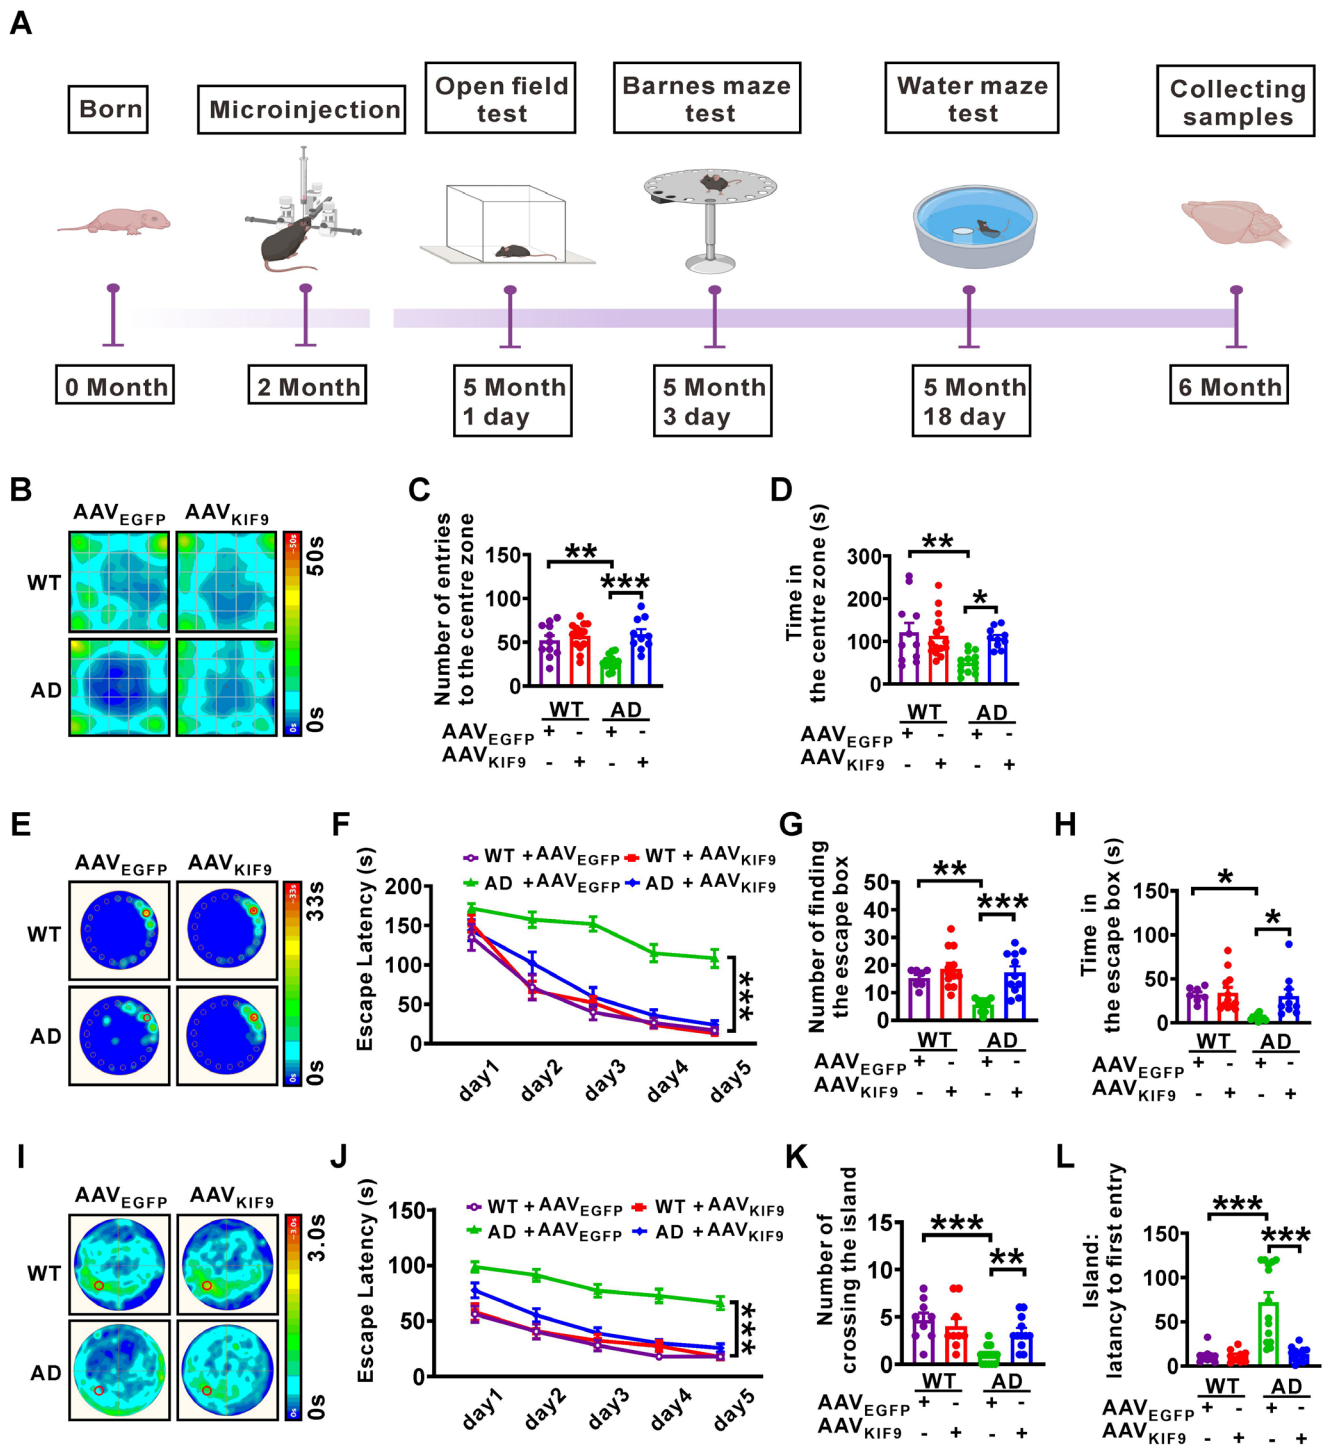 A
Born
Microinjection
Open field
test
Barnes maze
test
Water maze
test
Collecting
samples
0 Month
2 Month
5 Month
1 day
5 Month
3 day
5 Month
18 day
6 Month
B
AAVEGFP
AAVKIF9
WT
AD
~50s
0s
50s
0s
C
Number of entries
to the centre zone
150
100
50
0
**
***
WT
AD
AAVEGFP + - + -
AAVKIF9 - + - +
D
Time in
the centre zone (s)
300
200
100
0
**
*
WT
AD
AAVEGFP + - + -
AAVKIF9 - + - +
E
AAVEGFP
AAVKIF9
WT
AD
~33s
0s
33s
0s
F
Escape Latency (s)
WT + AAVEGFP
WT + AAVKIF9
AD + AAVEGFP
AD + AAVKIF9
200
150
100
50
0
***
day1
day2
day3
day4
day5
G
Number of finding
the escape box
50
40
30
20
10
0
**
***
WT
AD
AAVEGFP + - + -
AAVKIF9 - + - +
H
Time in
the escape box (s)
150
100
50
0
*
*
WT
AD
AAVEGFP + - + -
AAVKIF9 - + - +
I
AAVEGFP
AAVKIF9
WT
AD
~3.0s
0s
3.0s
0s
J
Escape Latency (s)
WT + AAVEGFP
WT + AAVKIF9
AD + AAVEGFP
AD + AAVKIF9
150
100
50
0
***
day1
day2
day3
day4
day5
K
Number of
crossing the island
15
10
5
0
***
**
WT
AD
AAVEGFP + - + -
AAVKIF9 - + - +
L
Island:
latancy to first entry
150
100
50
0
***
***
WT
AD
AAVEGFP + - + -
AAVKIF9 - + - +